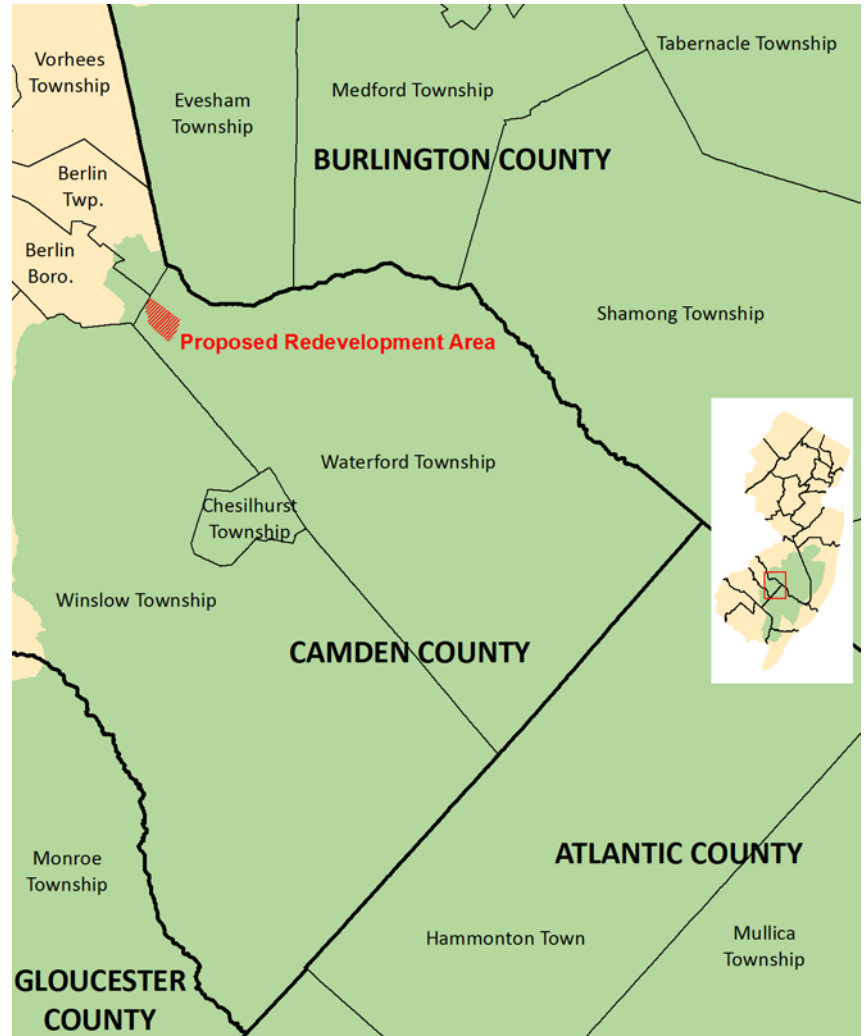 Vorhees
Township
Tabernacle Township
Evesham
Township
Medford Township
BURLINGTON COUNTY
Berlin
Twp.
Berlin
Boro.
Shamong Township
Proposed Redevelopment Area
Waterford Township
Chesilhurst
Township
Winslow Township
CAMDEN COUNTY
Monroe
Township
ATLANTIC COUNTY
Hammonton Town
Mullica
Township
GLOUCESTER
COUNTY